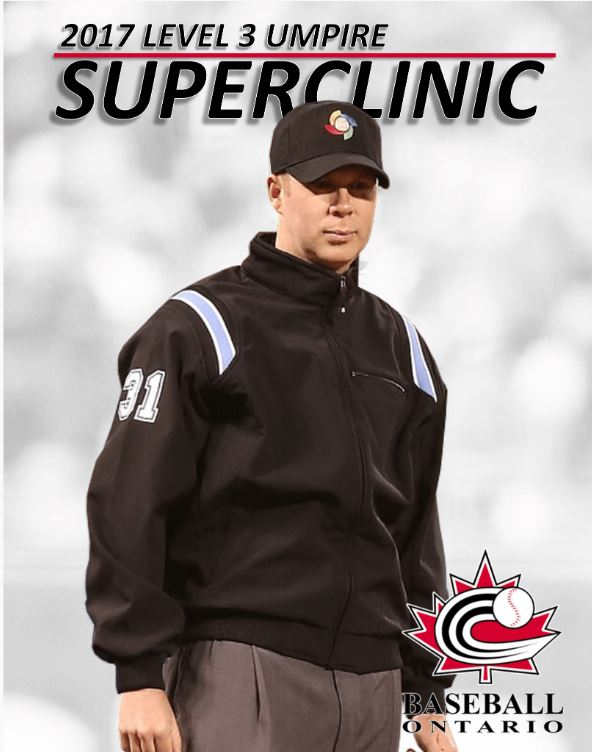 2017 LEVEL 3 UMPIRE
SUPERCLINIC
31
BASEBALL
ONTARIO